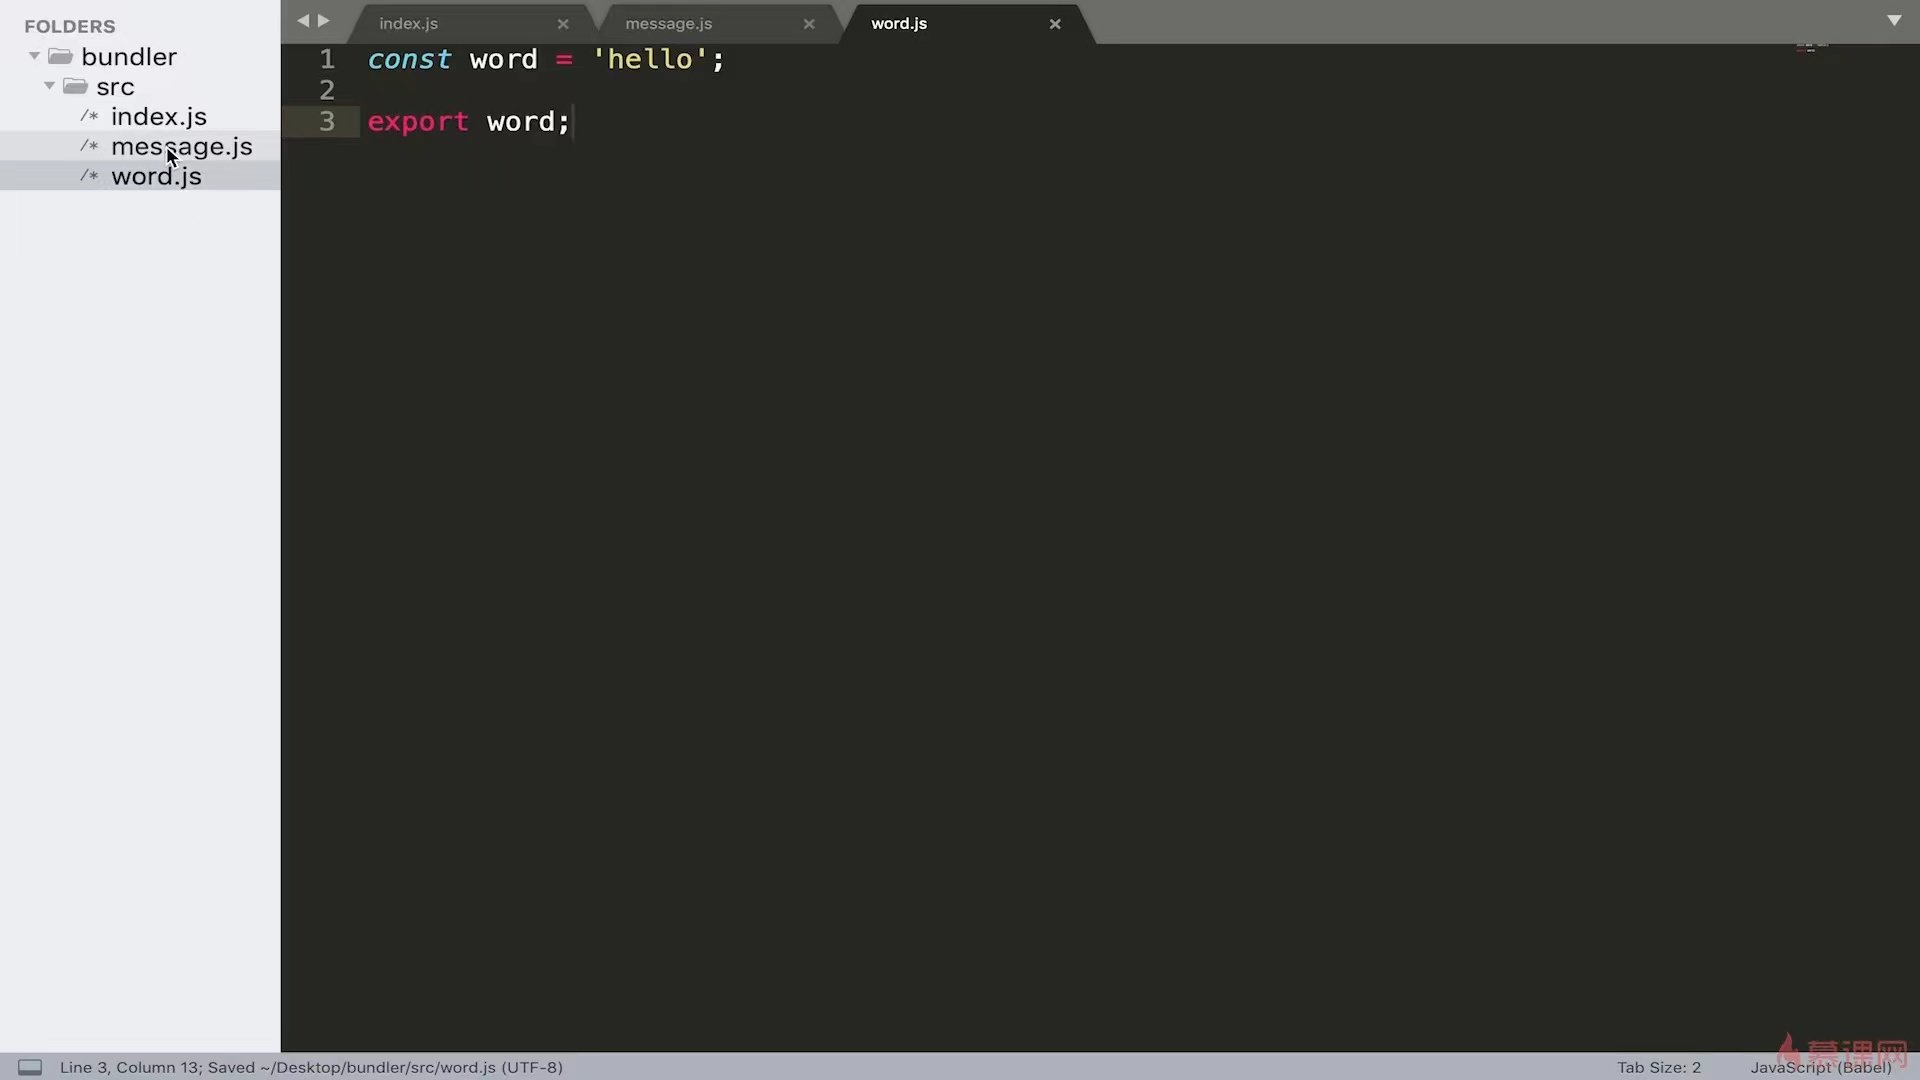 FOLDERS
bundler
src
/* index.js
/* message.js
/* word.js
index.js
message.js
word.js
1 const word = 'hello';
2
3 export word;
Line 3, Column 13; Saved ~/Desktop/bundler/src/word.js (UTF-8)
Tab Size: 2
JavaScript (Babel)
慕课网